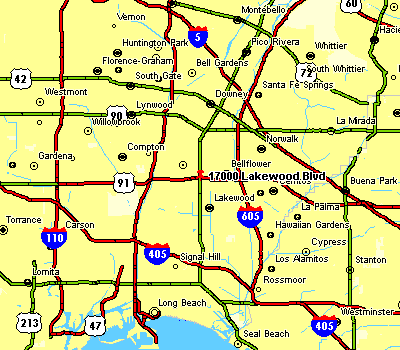 Montebello
60
Vernon
Hacie
5
Pico Rivera
Huntington Park
Whittier
Florence-Graham
Bell Gardens
South Whittier
72
42
South Gate
Downey
Santa Fe Springs
Westmont
Lynwood
90
La Mirada
Willowbrook
Norwalk
Compton
Gardena
Bellflower
17000 Lakewood Blvd
91
Cerritos
Buena Park
Lakewood
La Palma
605
Torrance
Carson
Hawaiian Gardens
110
Cypress
405
Signal Hill
Los Alamitos
Stanton
Lomita
Rossmoor
Long Beach
Westminster
213
47
405
Seal Beach